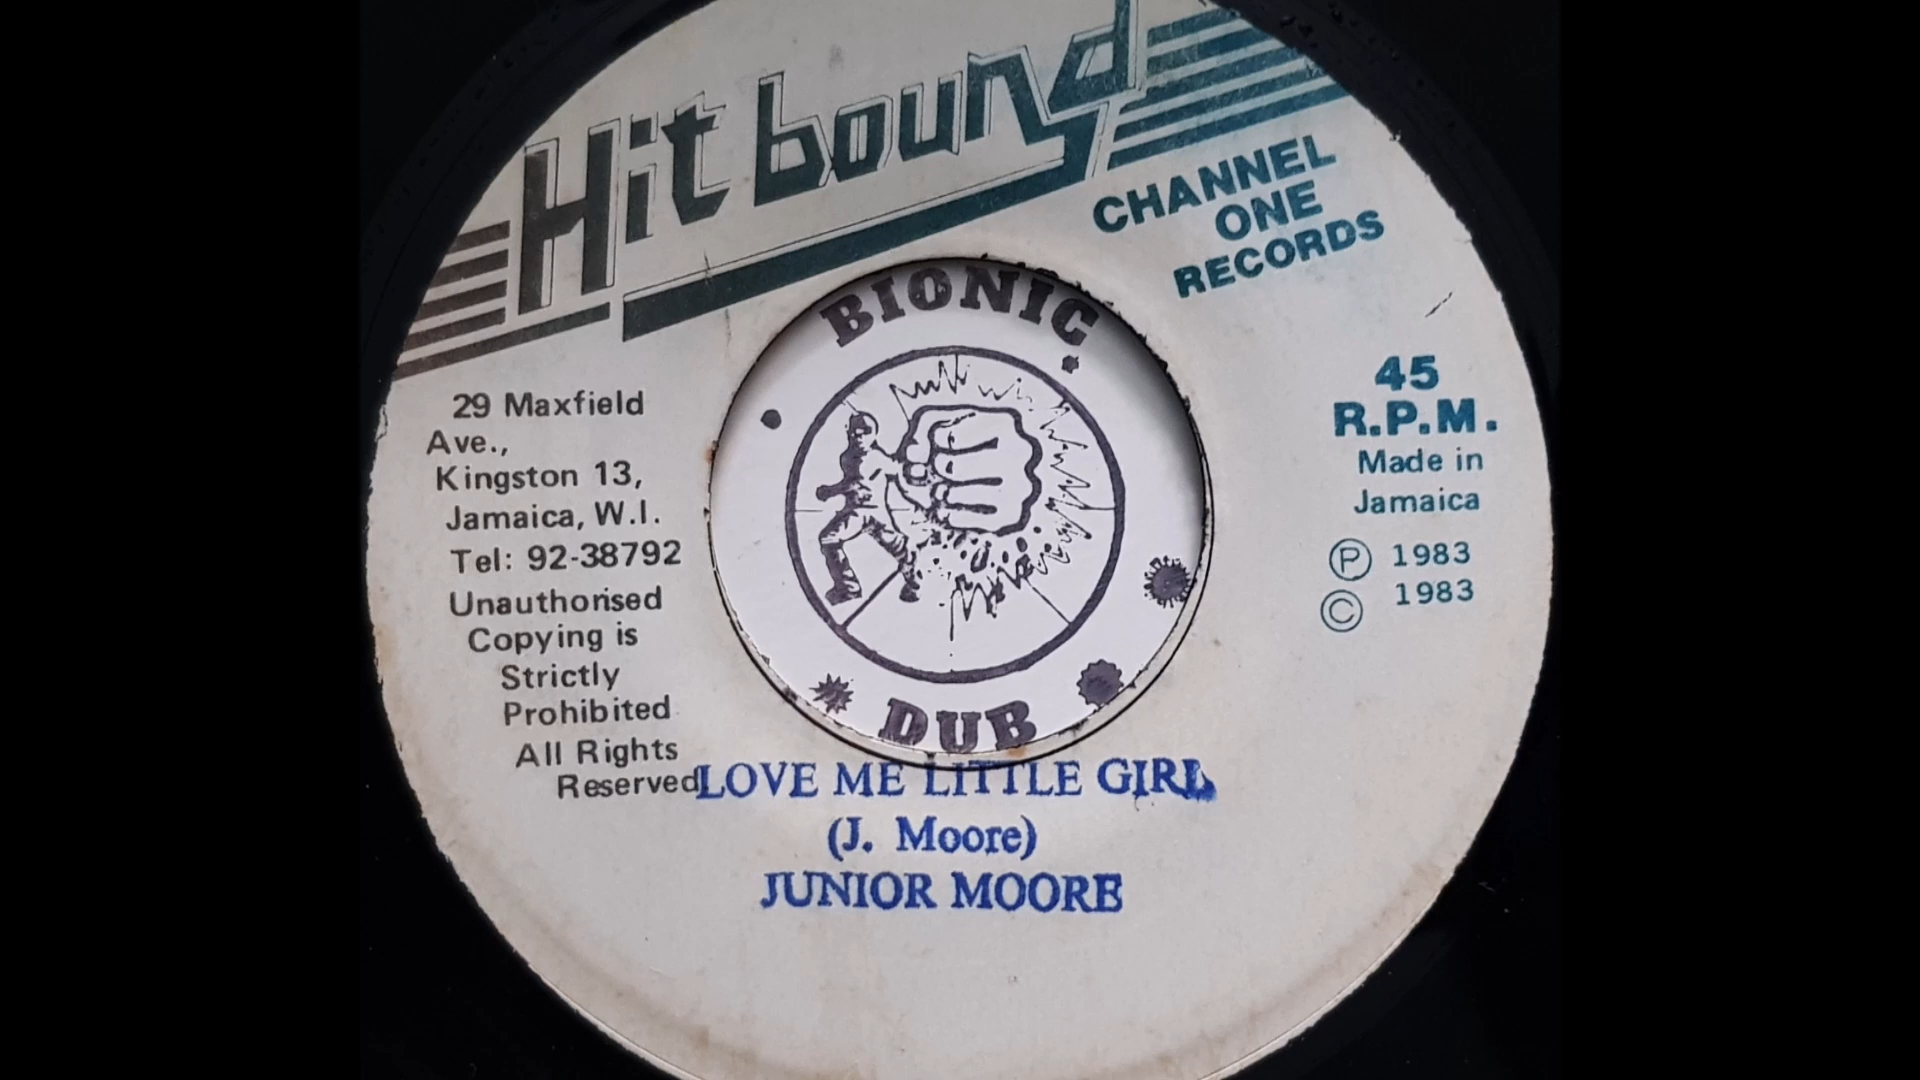 Hit bound
CHANNEL
ONE
RECORDS
BIONIC
DUB
29 Maxfield
Ave.,
Kingston 13,
Jamaica, W.I.
Tel: 92-38792
Unauthorised
Copying is
Strictly
Prohibited
All Rights
Reserved
45
R.P.M.
Made in
Jamaica
Ⓟ 1983
© 1983
LOVE ME LITTLE GIRL
(J. Moore)
JUNIOR MOORE